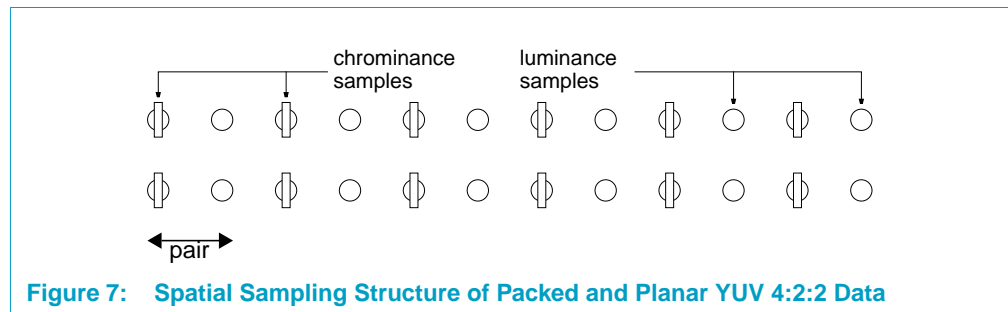 chrominance luminance
samples samples
pair
Figure 7: Spatial Sampling Structure of Packed and Planar YUV 4:2:2 Data